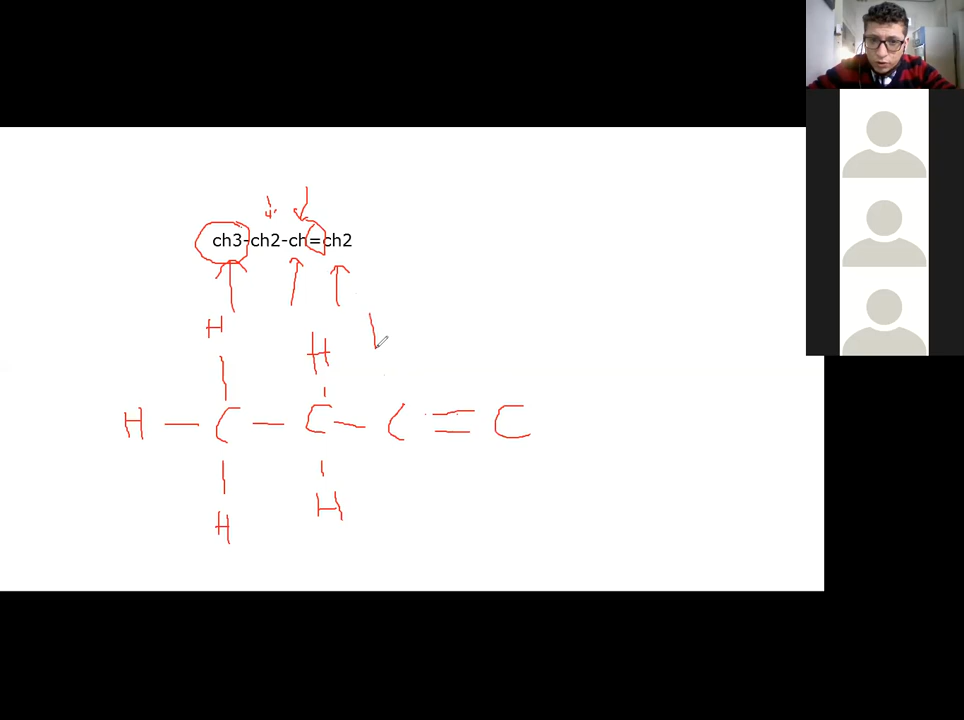 ch3-ch2-ch=ch2
H
H
H — C — C — C = C
H
H